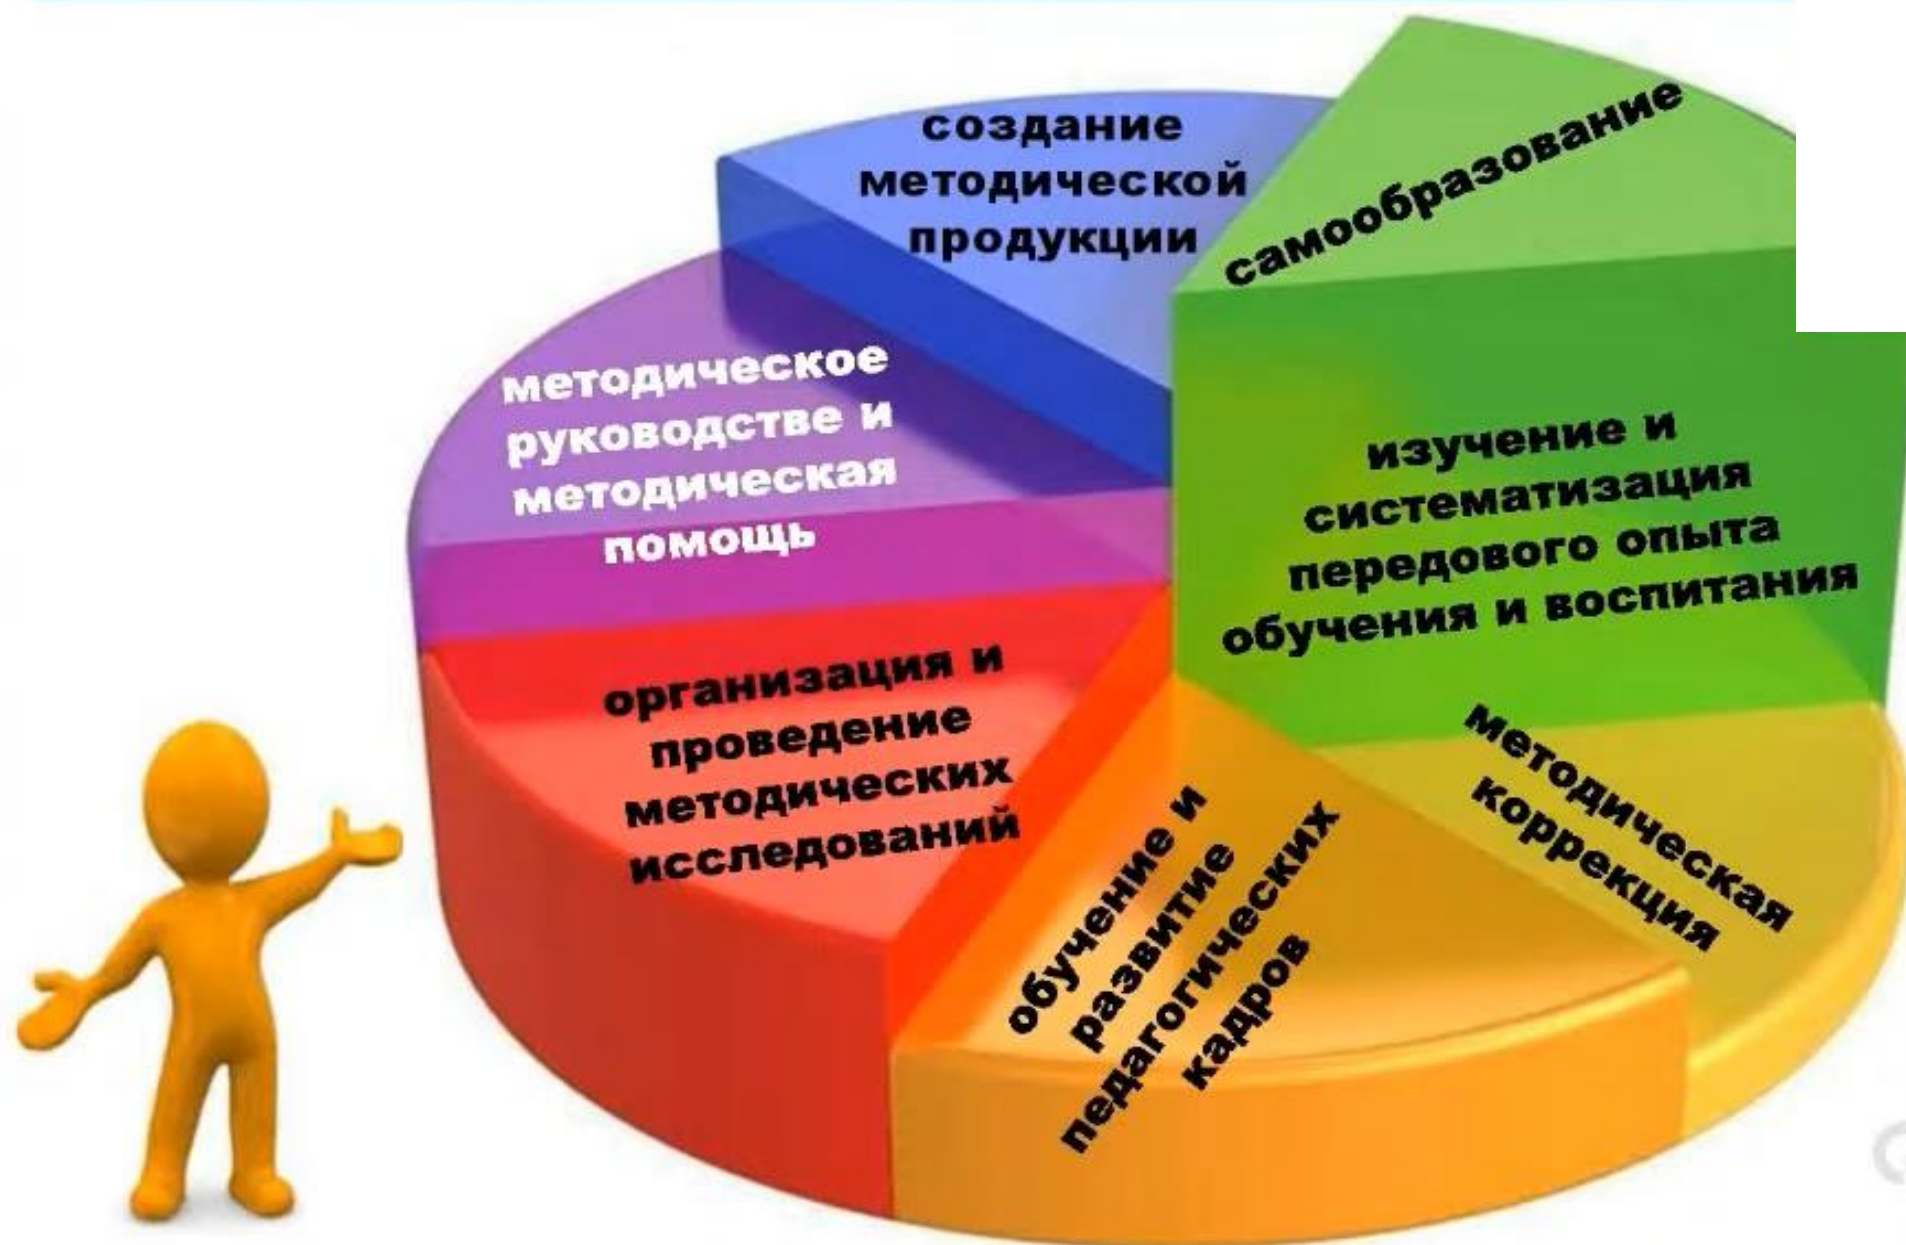 создание
методической
продукции
самообразование
методическое
руководстве и
методическая
помощь
изучение и
систематизация
передового опыта
обучения и воспитания
организация и
проведение
методических
исследований
методическая
коррекция
обучение и
развитие
педагогических
кадров